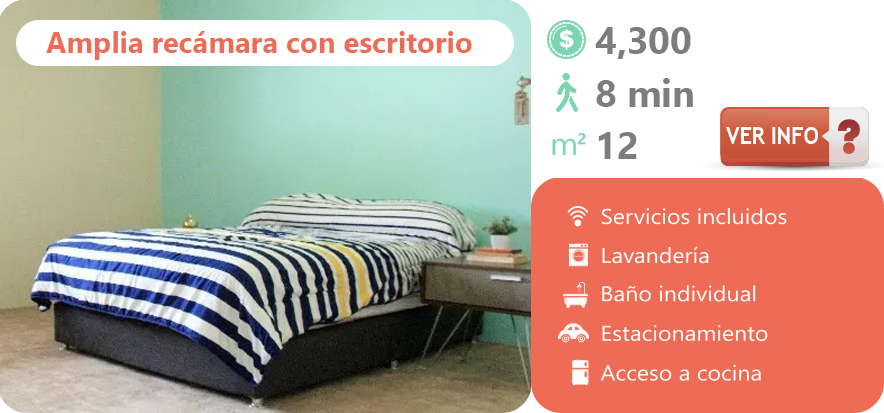 Amplia recámara con escritorio
$ 4,300
8 min
m² 12
VER INFO ?
Servicios incluidos
Lavandería
Baño individual
Estacionamiento
Acceso a cocina